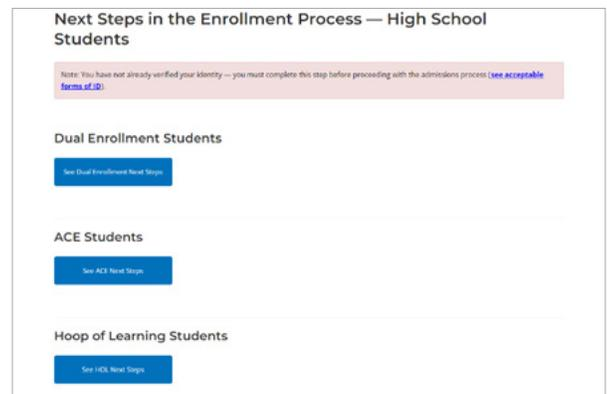 Next Steps in the Enrollment Process — High School
Students
Note: You have not already verified your identity — you must complete this step before proceeding with the admissions process (see acceptable
forms of ID).
Dual Enrollment Students
See Dual Enrollment Next Steps
ACE Students
See ACE Next Steps
Hoop of Learning Students
See HOL Next Steps